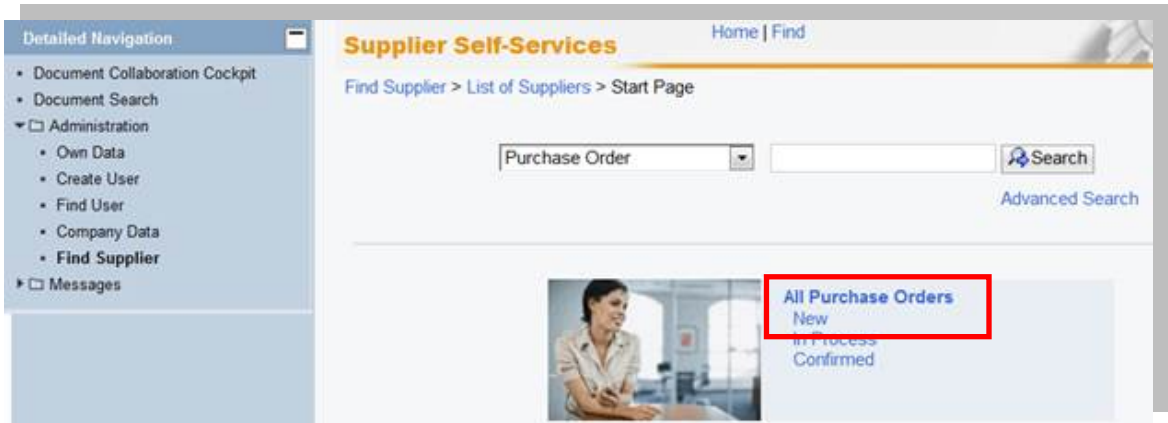 Detailed Navigation
Document Collaboration Cockpit
Document Search
Administration
Own Data
Create User
Find User
Company Data
Find Supplier
Messages
Supplier Self-Services
Home | Find
Find Supplier > List of Suppliers > Start Page
Purchase Order
Search
Advanced Search
All Purchase Orders
New
In Process
Confirmed